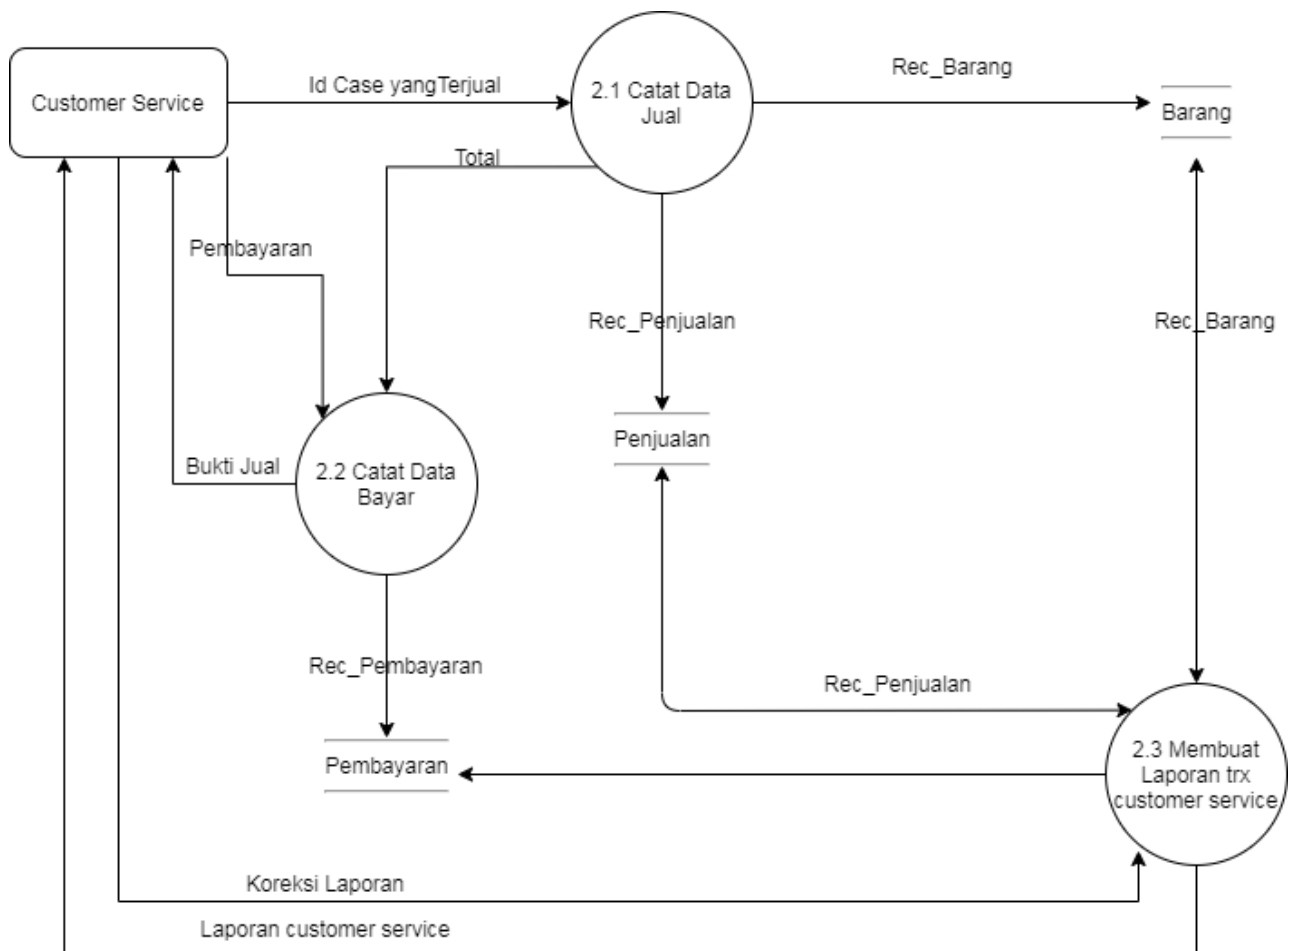 Customer Service
Id Case yangTerjual
2.1 Catat Data
Jual
Rec_Barang
Barang
Total
Pembayaran
Rec_Penjualan
Rec_Barang
Penjualan
Bukti Jual
2.2 Catat Data
Bayar
Rec_Pembayaran
Rec_Penjualan
Pembayaran
2.3 Membuat
Laporan trx
customer service
Koreksi Laporan
Laporan customer service